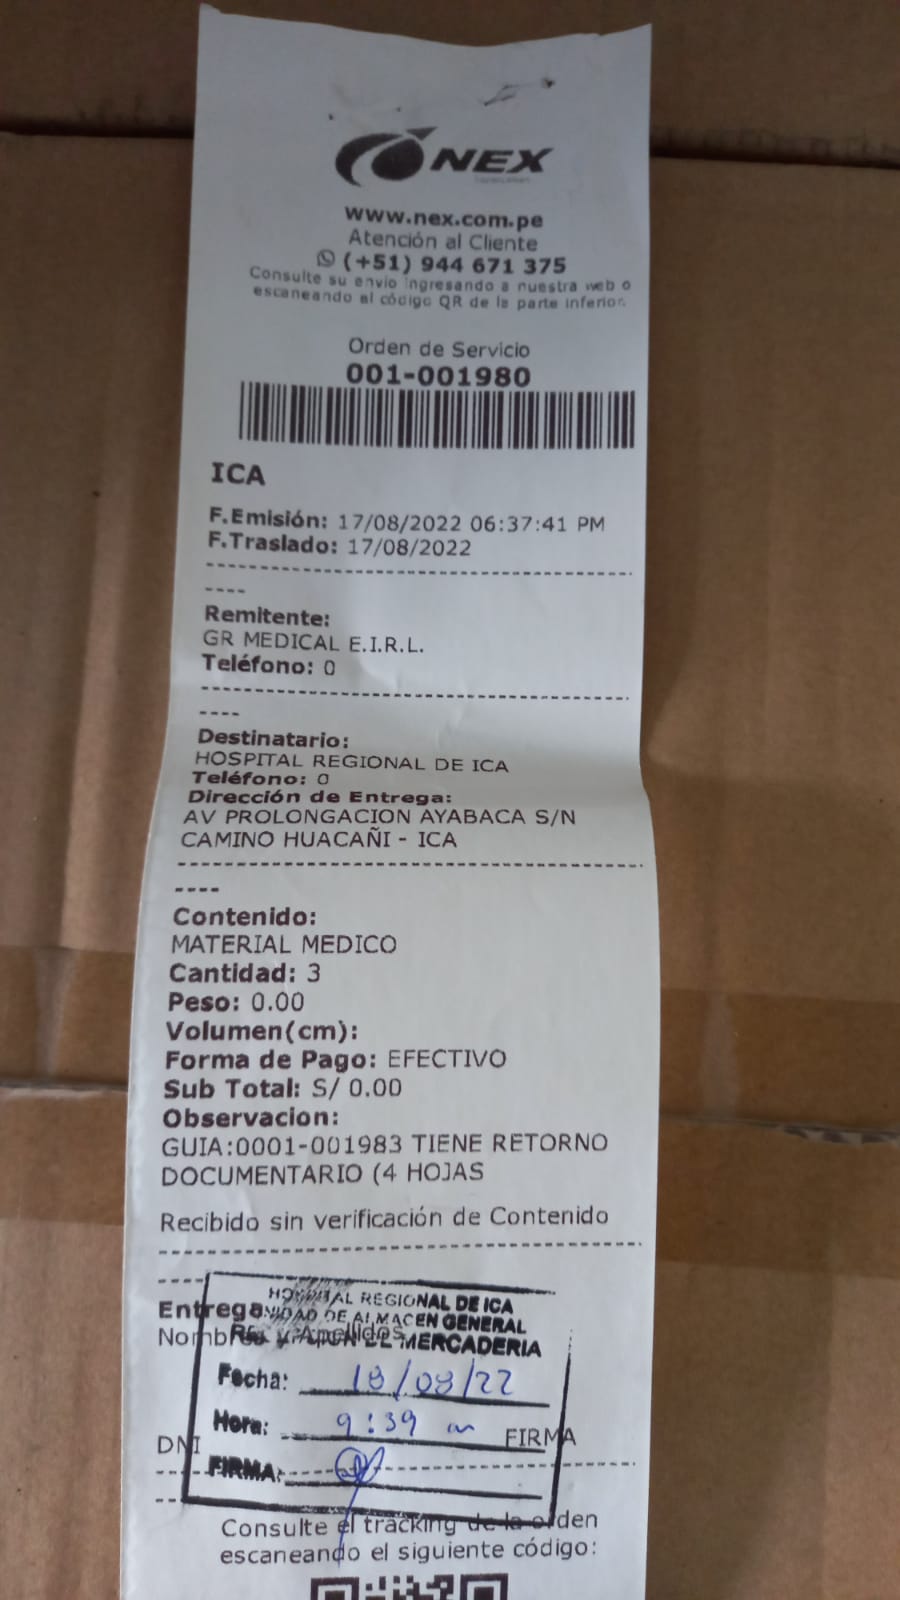 NEX
www.nex.com.pe
Atención al Cliente
(+51) 944 671 375
Consulte su envio ingresando a nuestra web o
escaneando el código QR de la parte inferior.
Orden de Servicio
001-001980
ICA
F.Emisión: 17/08/2022 06:37:41 PM
F.Traslado: 17/08/2022
----
Remitente:
GR MEDICAL E.I.R.L.
Teléfono: 0
----
Destinatario:
HOSPITAL REGIONAL DE ICA
Teléfono: 0
Dirección de Entrega:
AV PROLONGACION AYABACA S/N
CAMINO HUACAÑI - ICA
----
Contenido:
MATERIAL MEDICO
Cantidad: 3
Peso: 0.00
Volumen(cm):
Forma de Pago: EFECTIVO
Sub Total: S/ 0.00
Observacion:
GUIA:0001-001983 TIENE RETORNO
DOCUMENTARIO (4 HOJAS
Recibido sin verificación de Contenido
----
HOSPITAL REGIONAL DE ICA
Entrega
DE ALMACEN GENERAL
Nombres y Apellidos
DE MERCADERIA
Fecha: 18/08/22
Hora: 9:39
DNI
FIRMA
FIRMA:
Consulte el tracking de la orden
escaneando el siguiente código: